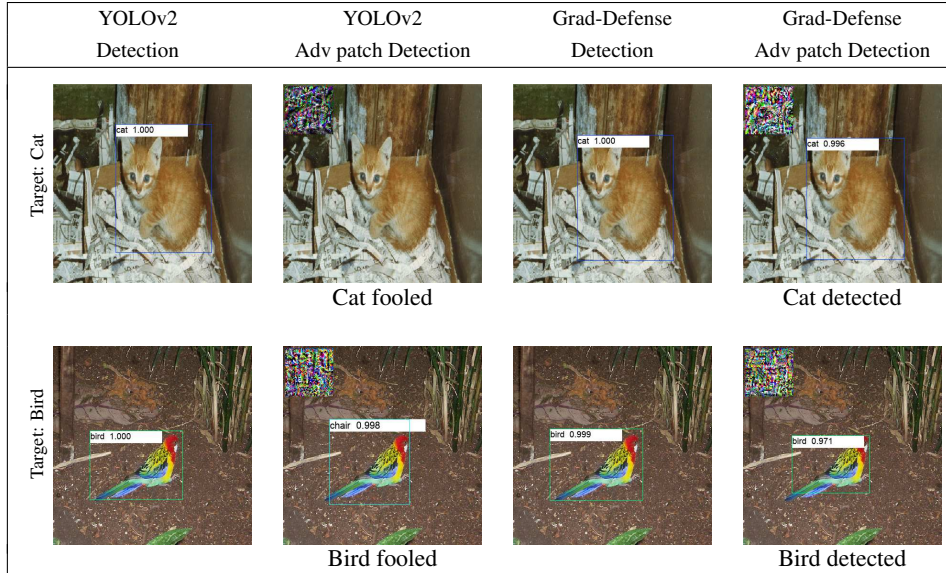 YOLOv2 YOLOv2 Grad-Defense Grad-Defense
Detection Adv patch Detection Detection Adv patch Detection
Target: Cat
cat 1.000
cat 1.000
cat 0.996
Cat fooled Cat detected
Target: Bird
bird 1.000
chair 0.998
bird 0.999
bird 0.971
Bird fooled Bird detected